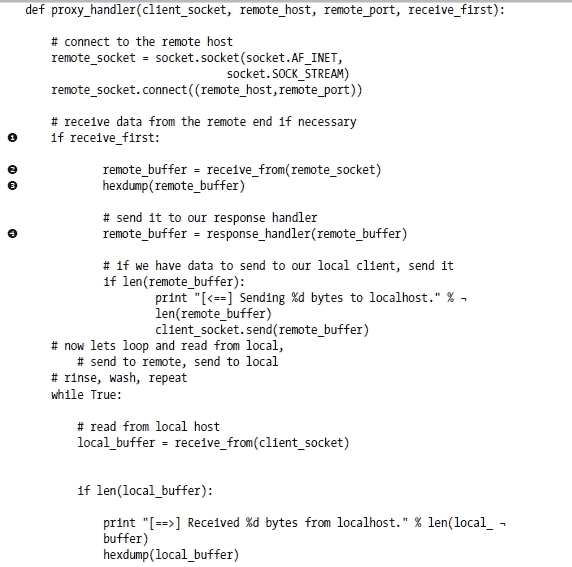 def proxy_handler(client_socket, remote_host, remote_port, receive_first):
# connect to the remote host
remote_socket = socket.socket(socket.AF_INET,
socket.SOCK_STREAM)
remote_socket.connect((remote_host,remote_port))
# receive data from the remote end if necessary
❶ if receive_first:
❷ remote_buffer = receive_from(remote_socket)
❸ hexdump(remote_buffer)
# send it to our response handler
❹ remote_buffer = response_handler(remote_buffer)
# if we have data to send to our local client, send it
if len(remote_buffer):
print "[<==] Sending %d bytes to localhost." % ¬
len(remote_buffer)
client_socket.send(remote_buffer)
# now lets loop and read from local,
# send to remote, send to local
# rinse, wash, repeat
while True:
# read from local host
local_buffer = receive_from(client_socket)
if len(local_buffer):
print "[==>] Received %d bytes from localhost." % len(local_ ¬
buffer)
hexdump(local_buffer)